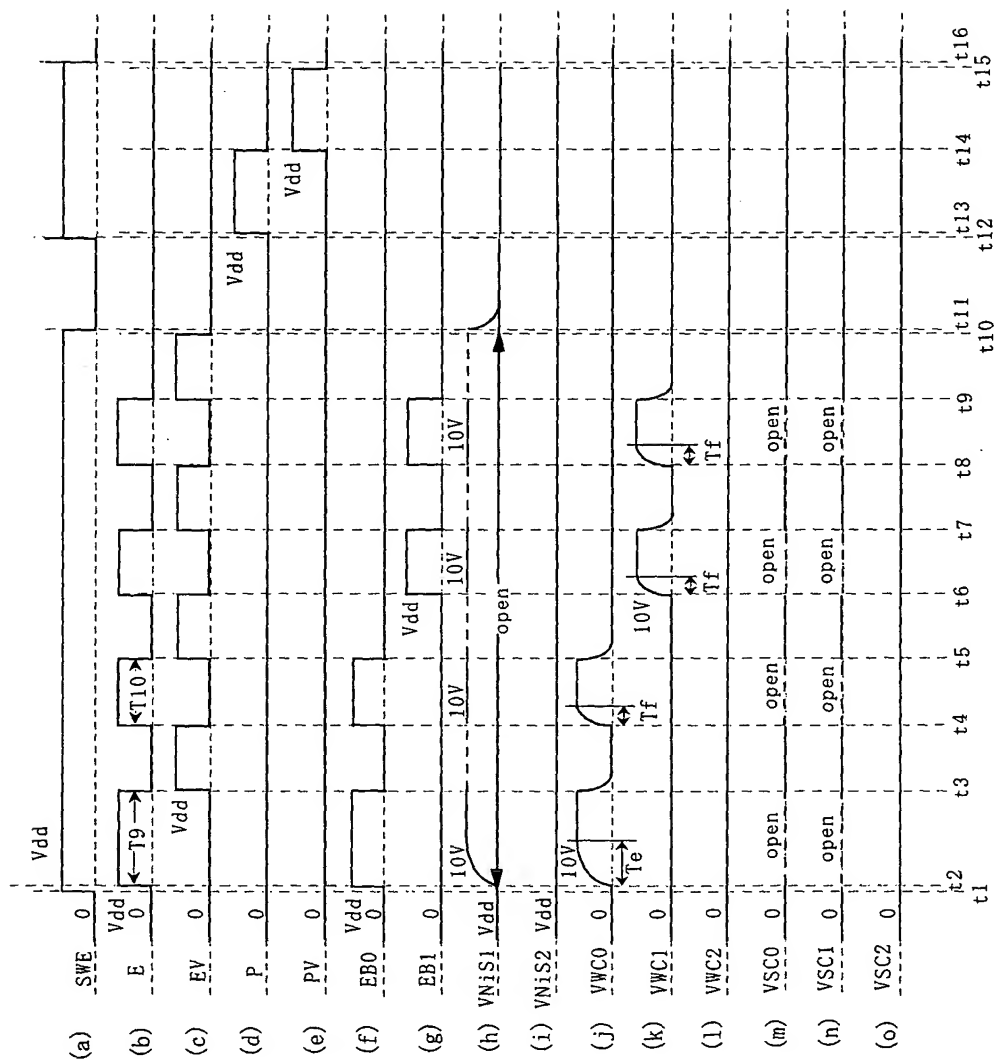 (a) SWE 0 Vdd
(b) E Vdd 0 T9 T10
(c) EV 0 Vdd
(d) P 0 Vdd
(e) PV 0 Vdd
(f) EB0 Vdd 0
(g) EB1 0 Vdd
(h) VNiS1 Vdd 10V 10V 10V 10V open
(i) VNiS2 Vdd
(j) VWC0 0 10V Te Tf
(k) VWC1 0 10V Tf Tf
(l) VWC2 0
(m) VSC0 0 open open open open
(n) VSC1 0 open open open open
(o) VSC2 0
t1 t2 t3 t4 t5 t6 t7 t8 t9 t10 t11 t12 t13 t14 t15 t16